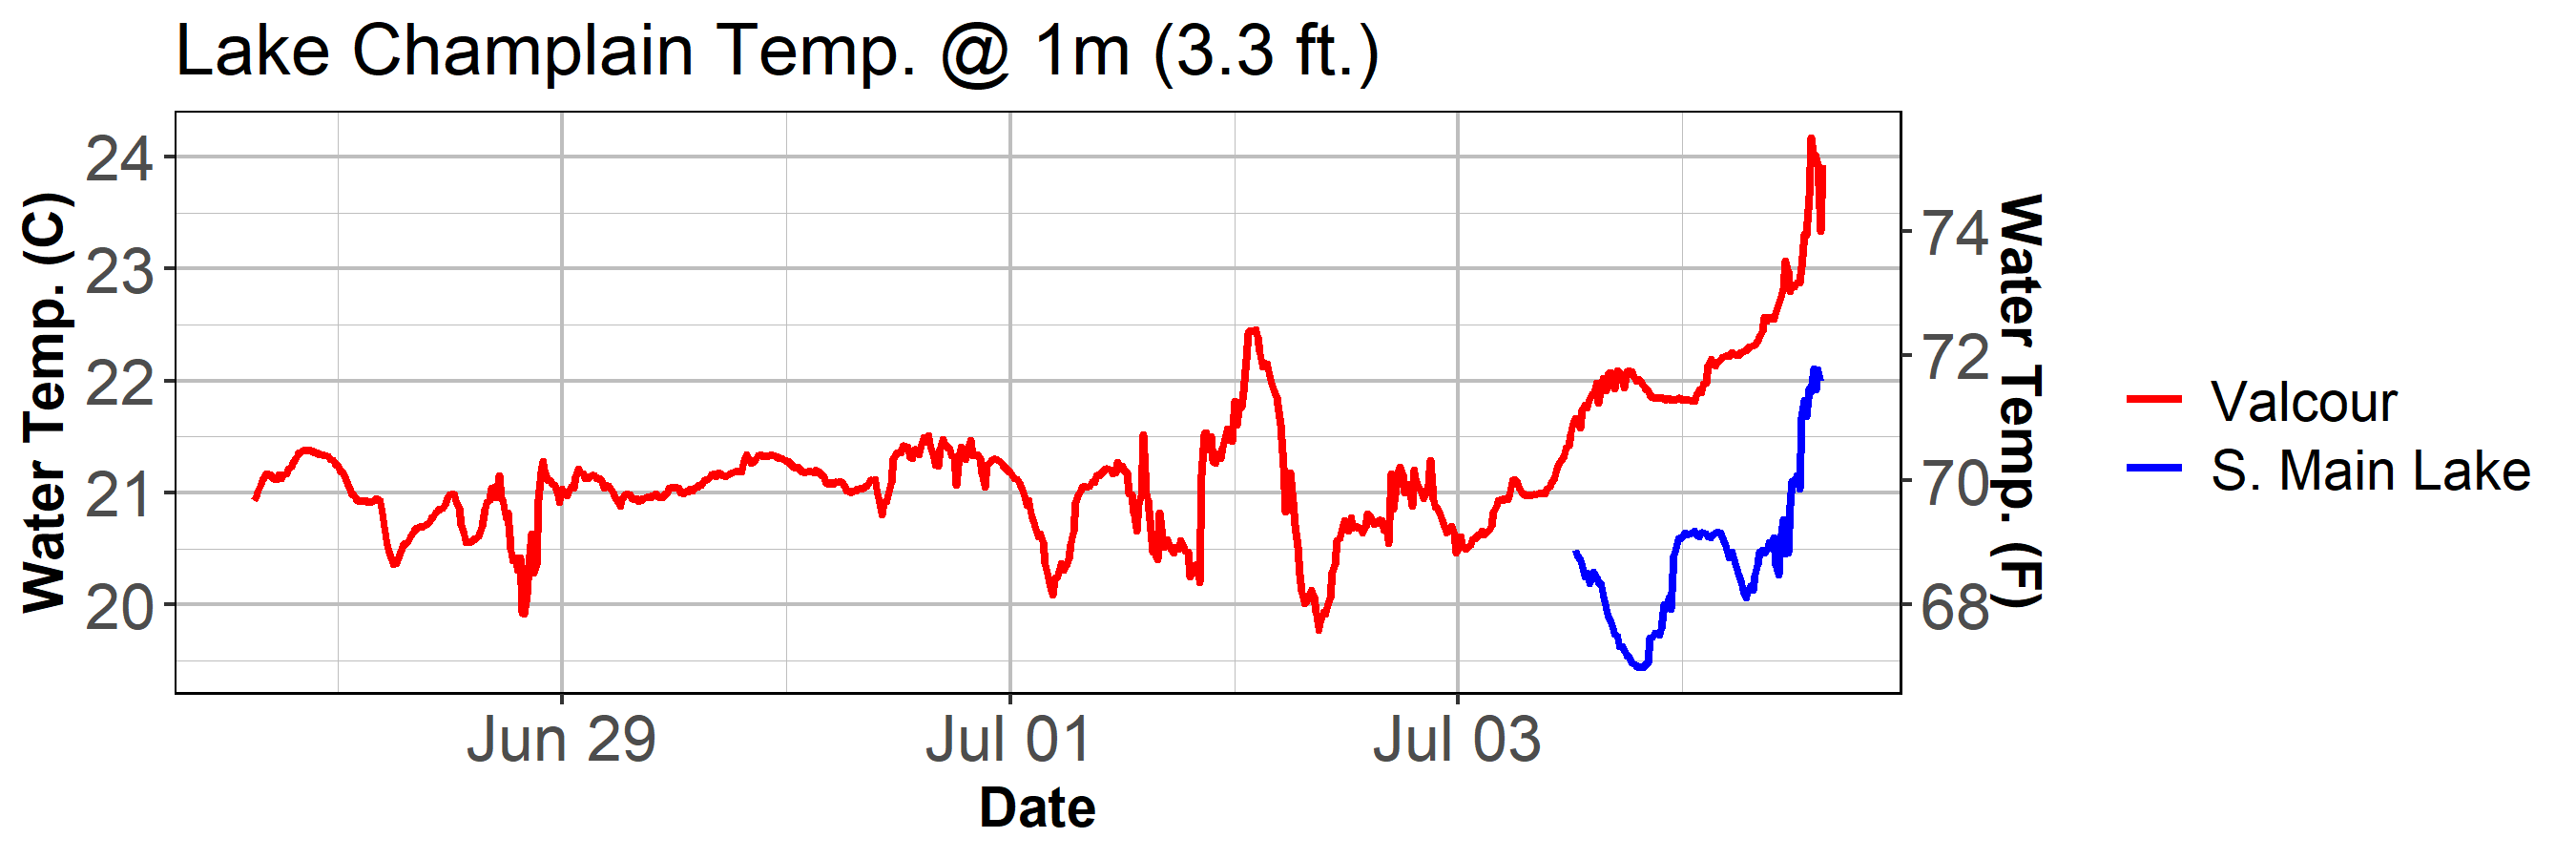 Lake Champlain Temp. @ 1m (3.3 ft.)
Water Temp. (C)
24
23
22
21
20
74
72
70
68
Water Temp. (F)
Jun 29
Jul 01
Jul 03
Date
Valcour
S. Main Lake